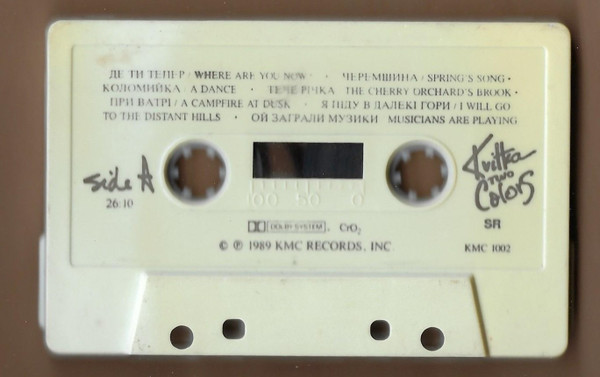 ДЕ ТИ ТЕПЕР / WHERE ARE YOU NOW? • ЧЕРЕМШИНА / SPRING'S SONG •
КОЛОМИЙКА / A DANCE • ТЕЧЕ РІЧКА THE CHERRY ORCHARD'S BROOK •
ПРИ ВАТРІ / A CAMPFIRE AT DUSK • Я ПІДУ В ДАЛЕКІ ГОРИ / I WILL GO
TO THE DISTANT HILLS • ОЙ ЗАГРАЛИ МУЗИКИ MUSICIANS ARE PLAYING
side A
26:10
100 50 0
Kvitka
TWO
Colors
SR
DOLBY SYSTEM, CrO₂
© ℗ 1989 KMC RECORDS, INC
KMC 1002